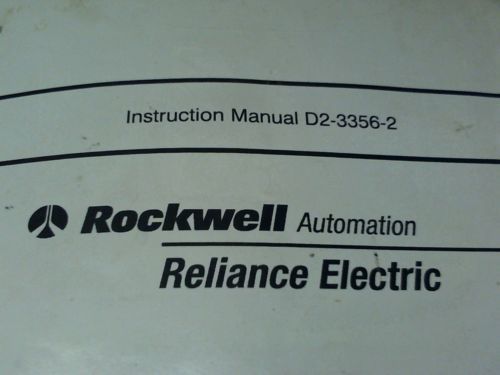 Instruction Manual D2-3356-2
Rockwell Automation
Reliance Electric